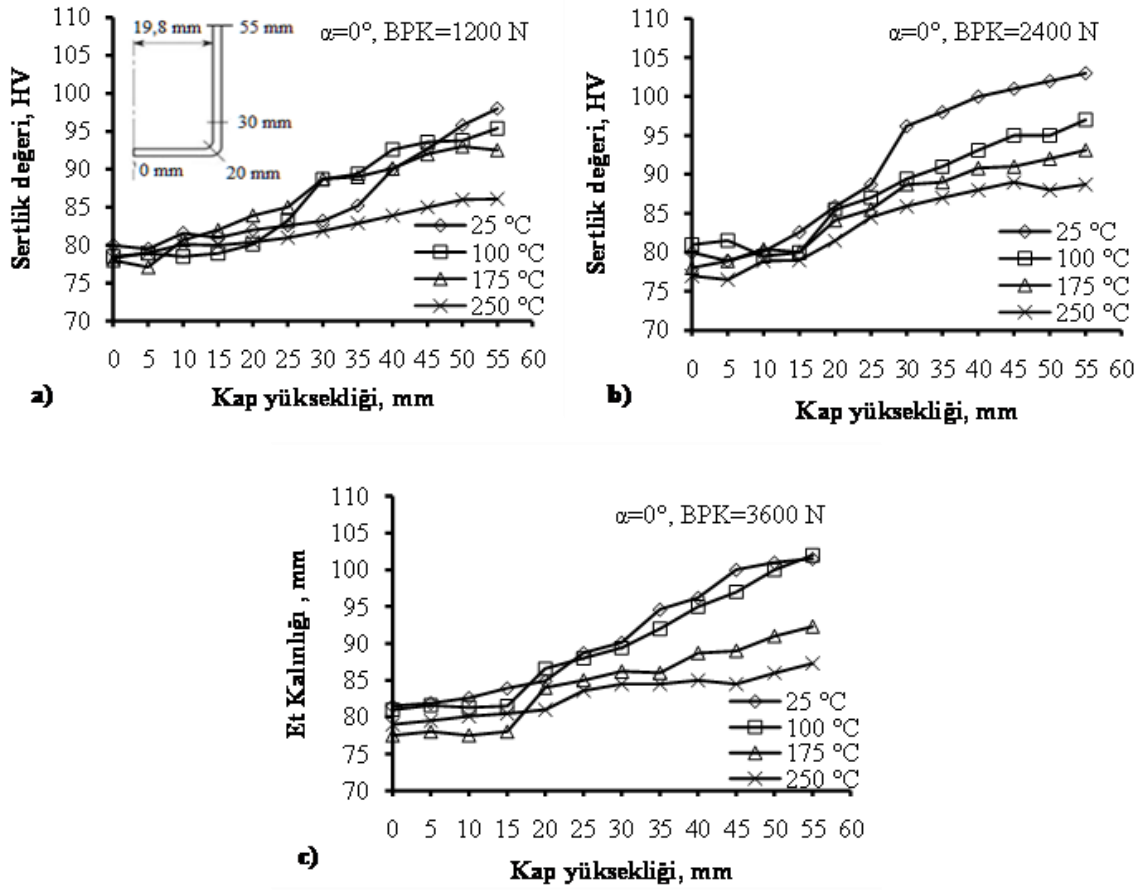 α=0°, BPK=1200 N
19,8 mm
55 mm
30 mm
20 mm
0 mm
Sertlik değeri, HV
110
105
100
95
90
85
80
75
70
25 °C
100 °C
175 °C
250 °C
0 5 10 15 20 25 30 35 40 45 50 55 60
Kap yüksekliği, mm
a)
α=0°, BPK=2400 N
Sertlik değeri, HV
110
105
100
95
90
85
80
75
70
25 °C
100 °C
175 °C
250 °C
0 5 10 15 20 25 30 35 40 45 50 55 60
Kap yüksekliği, mm
b)
α=0°, BPK=3600 N
Et Kalınlığı , mm
110
105
100
95
90
85
80
75
70
25 °C
100 °C
175 °C
250 °C
0 5 10 15 20 25 30 35 40 45 50 55 60
Kap yüksekliği, mm
c)